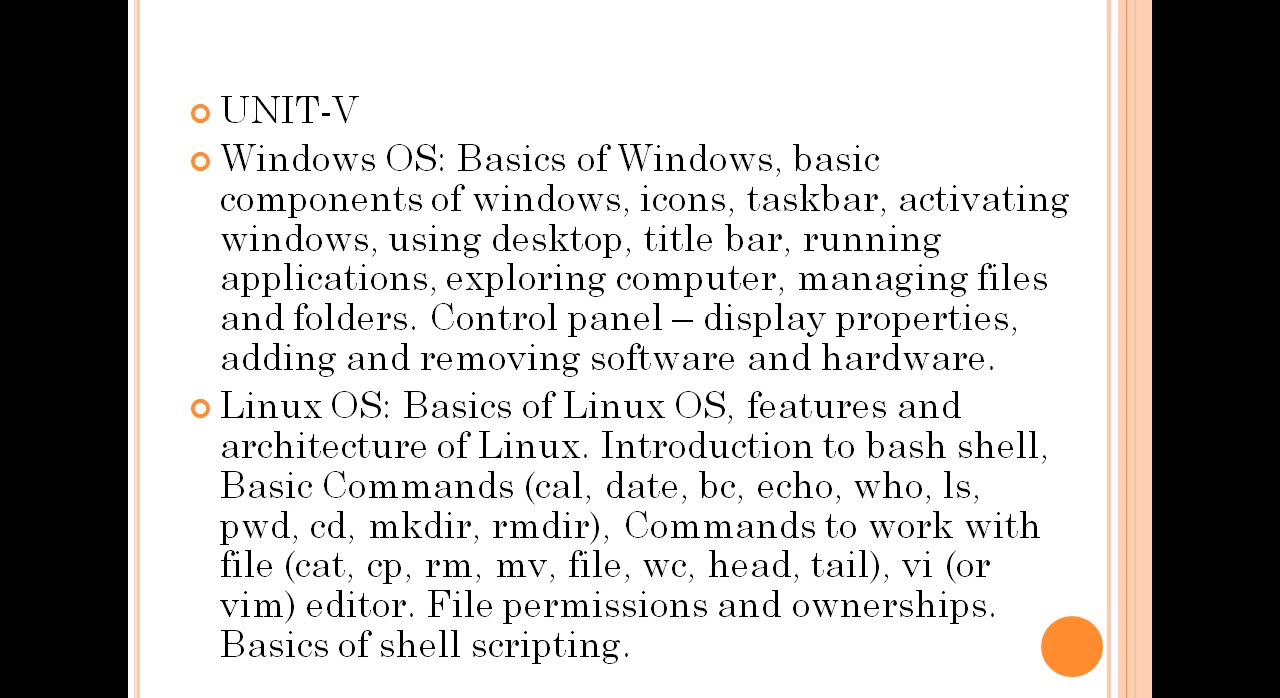 UNIT-V
Windows OS: Basics of Windows, basic
components of windows, icons, taskbar, activating
windows, using desktop, title bar, running
applications, exploring computer, managing files
and folders. Control panel – display properties,
adding and removing software and hardware.
Linux OS: Basics of Linux OS, features and
architecture of Linux. Introduction to bash shell,
Basic Commands (cal, date, bc, echo, who, ls,
pwd, cd, mkdir, rmdir), Commands to work with
file (cat, cp, rm, mv, file, wc, head, tail), vi (or
vim) editor. File permissions and ownerships.
Basics of shell scripting.